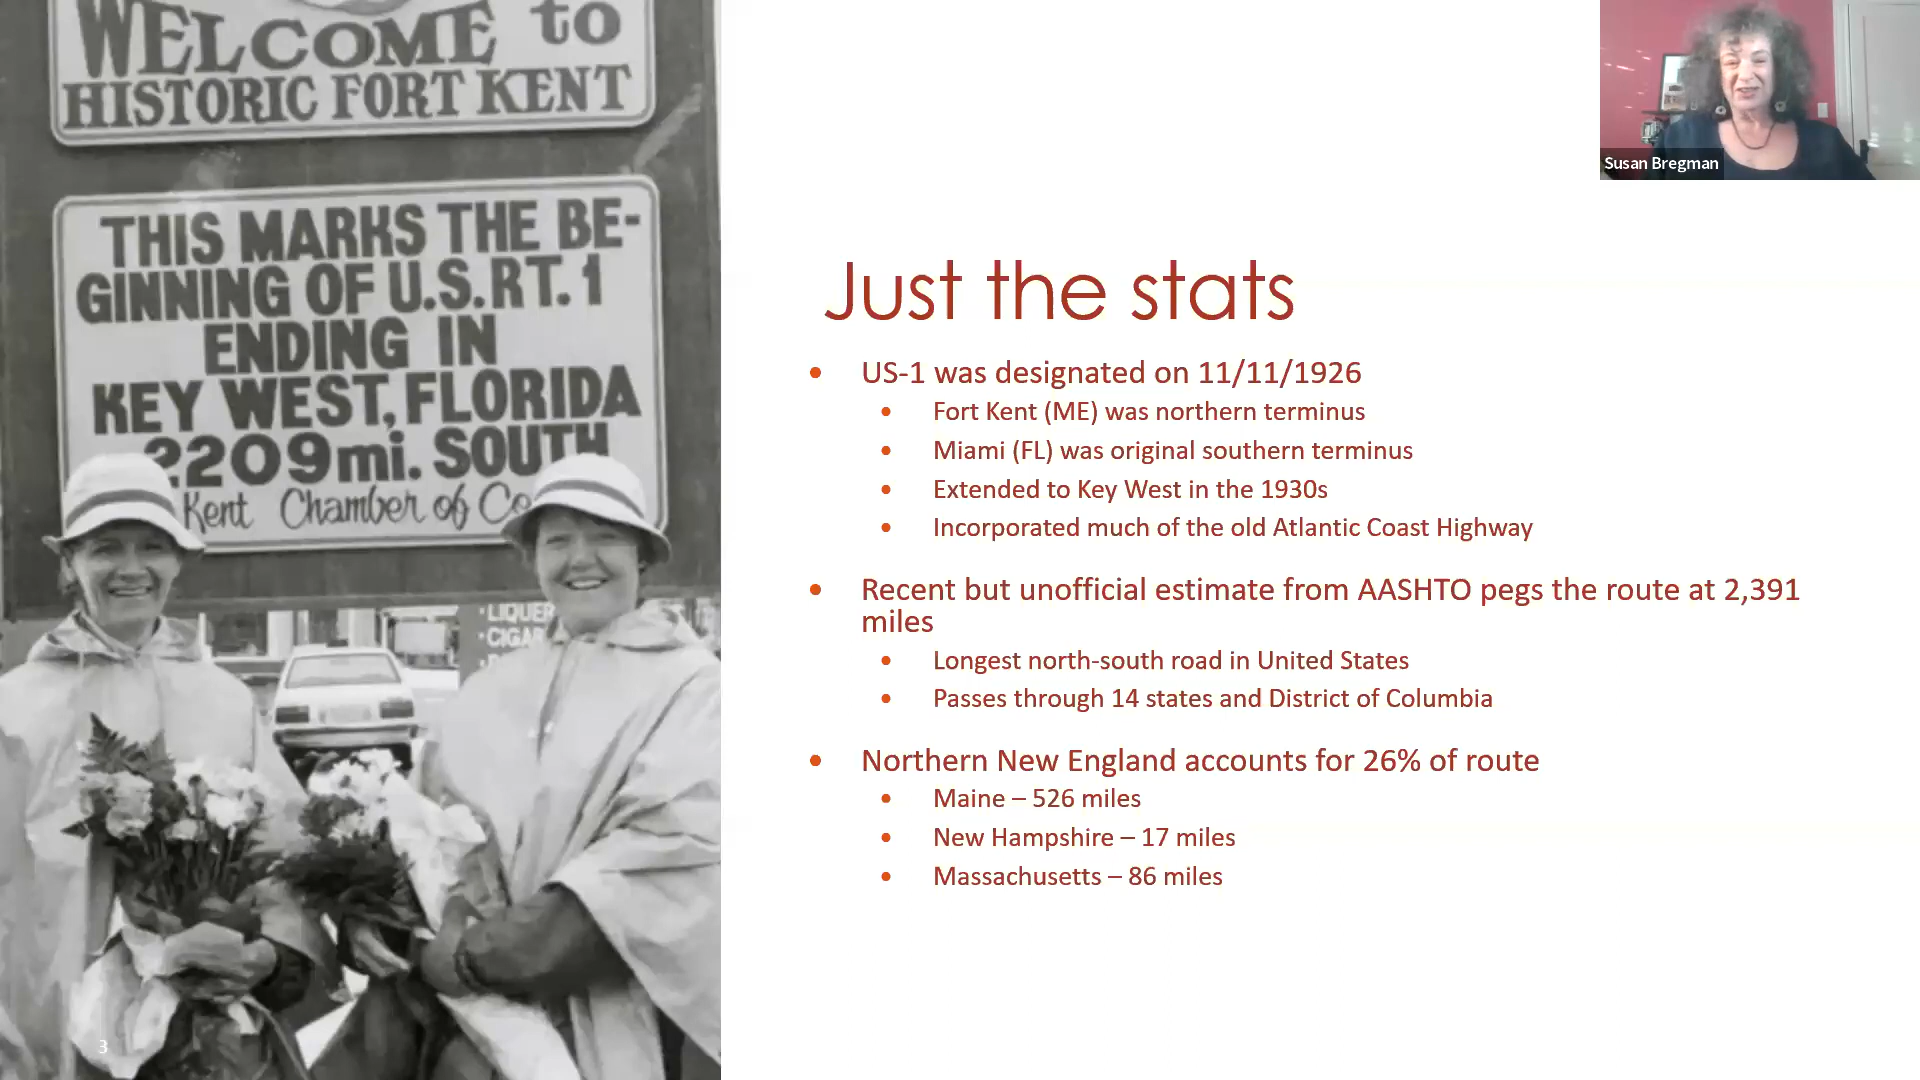 WELCOME to
HISTORIC FORT KENT
THIS MARKS THE BE-
GINNING OF U.S.RT. 1
ENDING IN
KEY WEST, FLORIDA
2209mi. SOUTH
Kent Chamber of Co
·LIQUER
·CIGAR
Susan Bregman
Just the stats
• US-1 was designated on 11/11/1926
• Fort Kent (ME) was northern terminus
• Miami (FL) was original southern terminus
• Extended to Key West in the 1930s
• Incorporated much of the old Atlantic Coast Highway
• Recent but unofficial estimate from AASHTO pegs the route at 2,391
miles
• Longest north-south road in United States
• Passes through 14 states and District of Columbia
• Northern New England accounts for 26% of route
• Maine – 526 miles
• New Hampshire – 17 miles
• Massachusetts – 86 miles
3